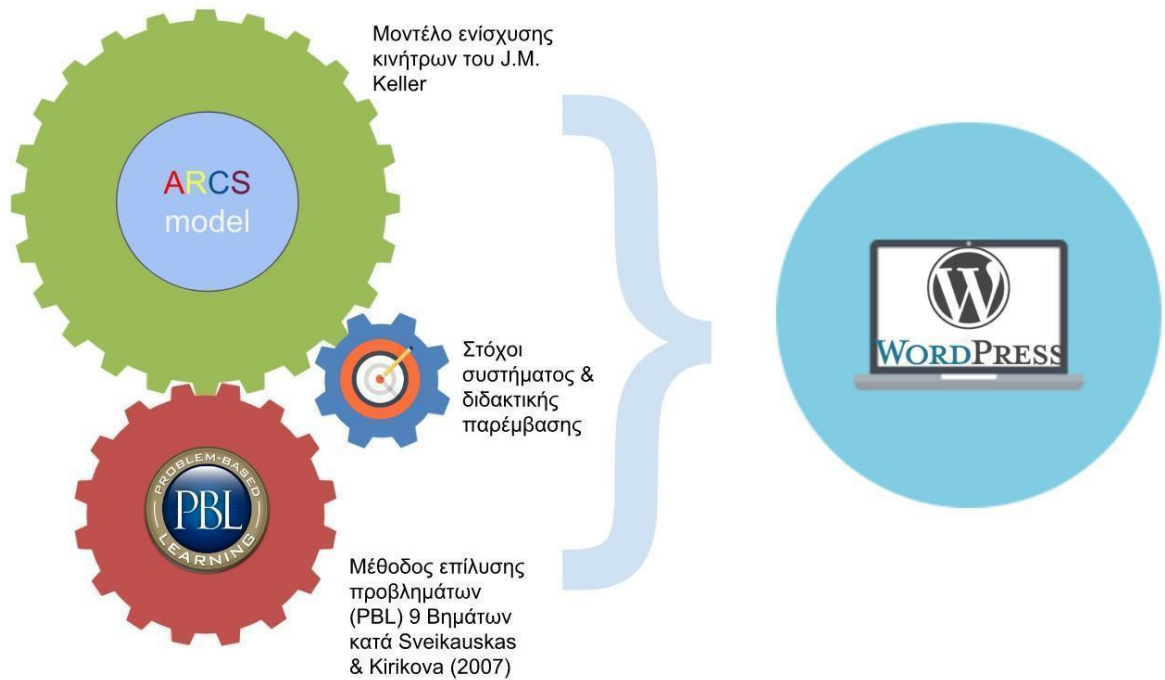 Μοντέλο ενίσχυσης
κινήτρων του J.M.
Keller
ARCS
model
Στόχοι
συστήματος &
διδακτικής
παρέμβασης
PROBLEM-BASED
PBL
LEARNING
Μέθοδος επίλυσης
προβλημάτων
(PBL) 9 Βημάτων
κατά Sveikauskas
& Kirikova (2007)
W
WORDPRESS